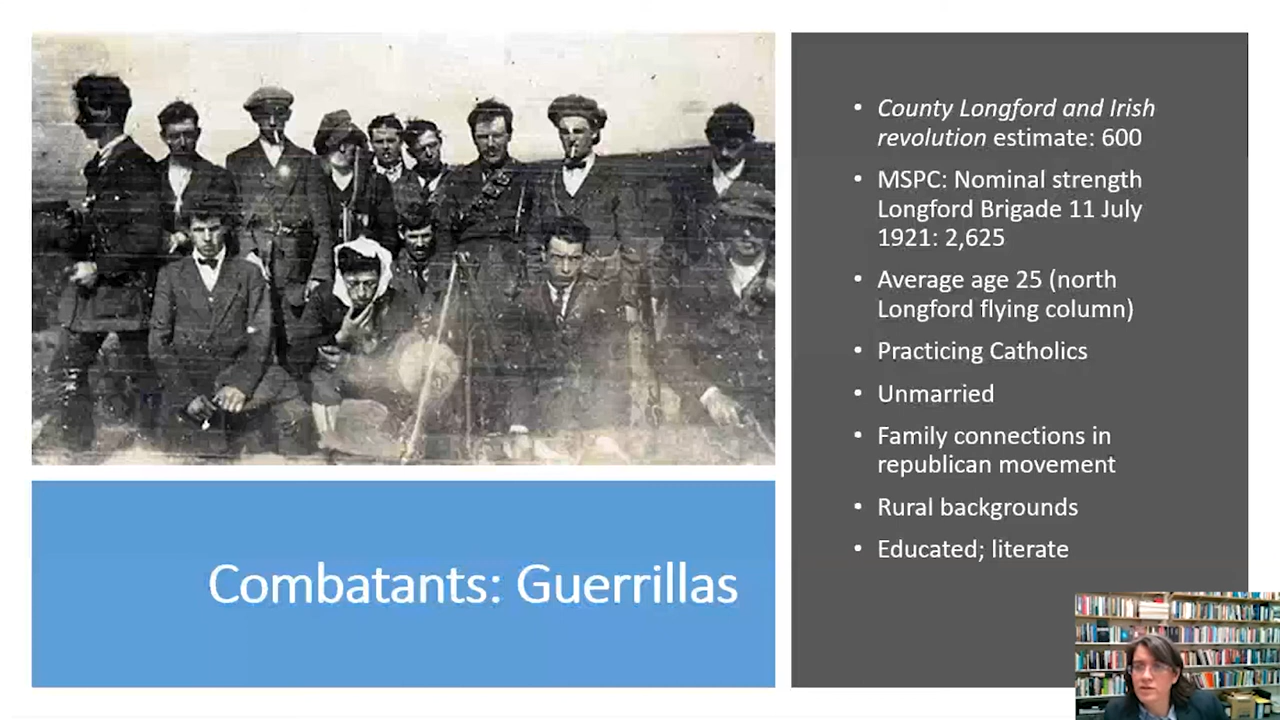 • County Longford and Irish
revolution estimate: 600
• MSPC: Nominal strength
Longford Brigade 11 July
1921: 2,625
• Average age 25 (north
Longford flying column)
• Practicing Catholics
• Unmarried
• Family connections in
republican movement
• Rural backgrounds
• Educated; literate
Combatants: Guerrillas